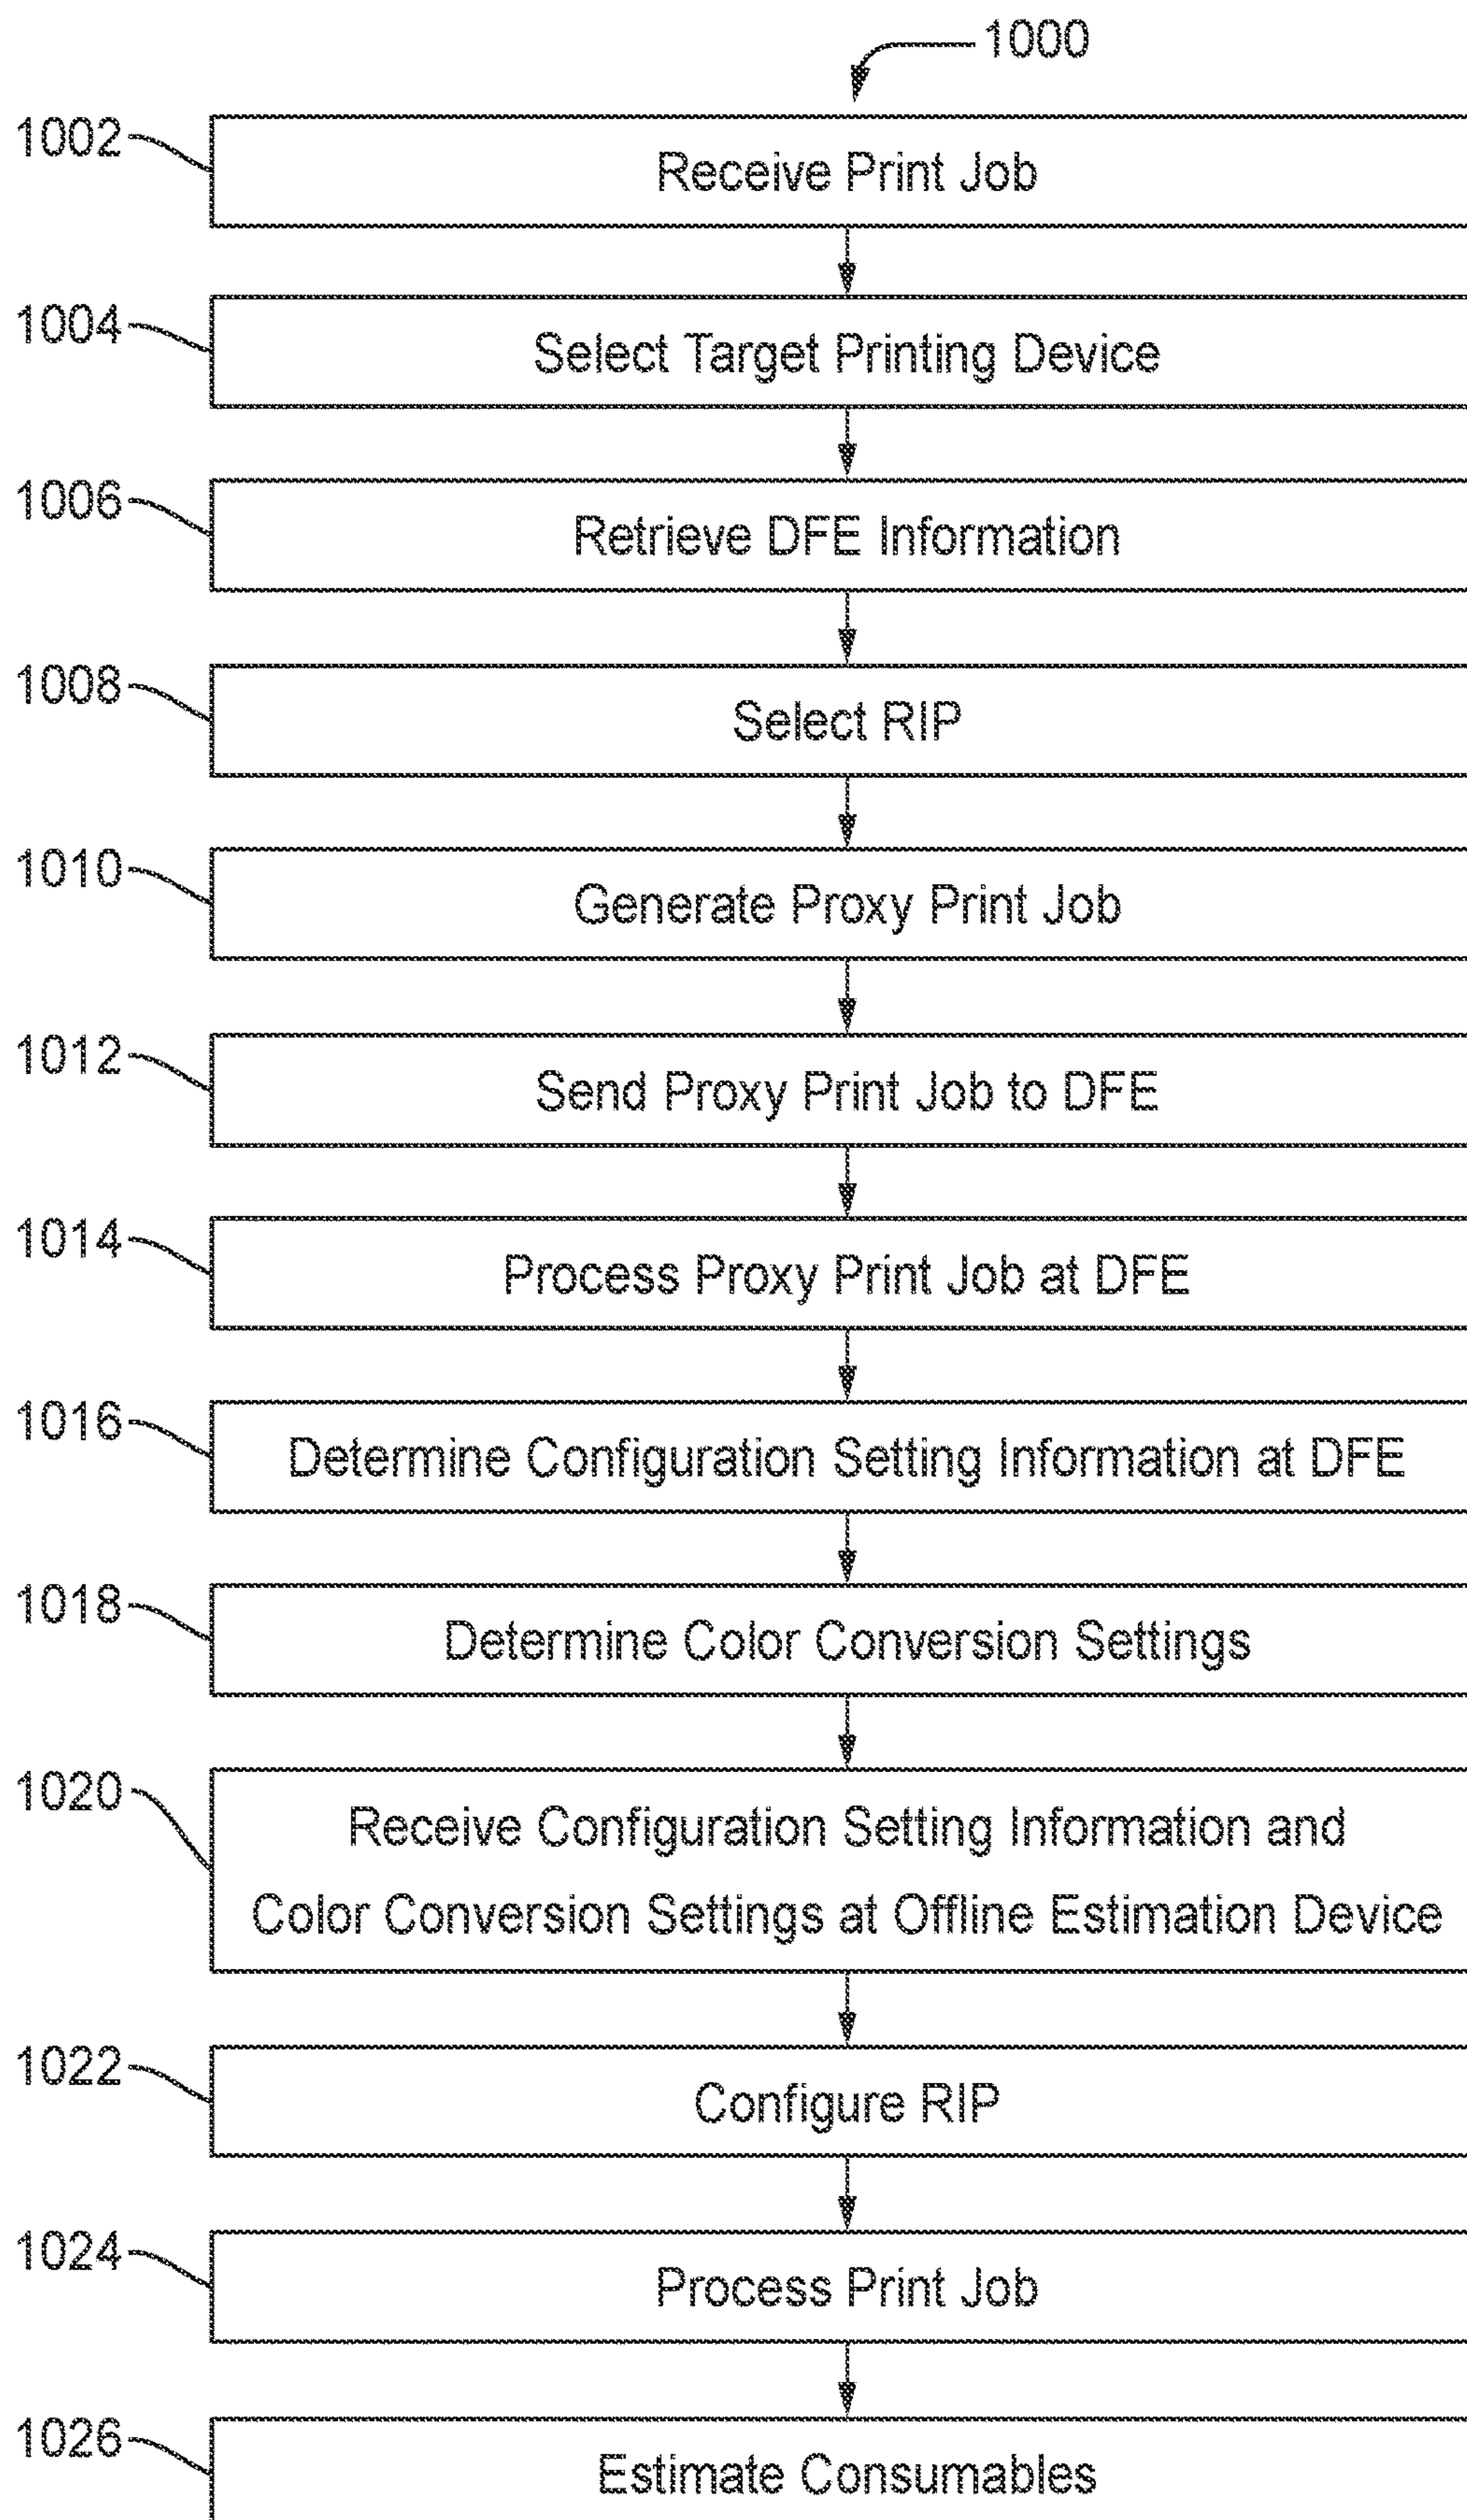 1000
1002 Receive Print Job
1004 Select Target Printing Device
1006 Retrieve DFE Information
1008 Select RIP
1010 Generate Proxy Print Job
1012 Send Proxy Print Job to DFE
1014 Process Proxy Print Job at DFE
1016 Determine Configuration Setting Information at DFE
1018 Determine Color Conversion Settings
1020 Receive Configuration Setting Information and
Color Conversion Settings at Offline Estimation Device
1022 Configure RIP
1024 Process Print Job
1026 Estimate Consumables